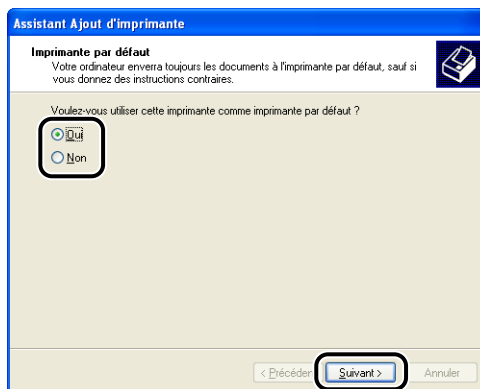 Assistant Ajout d'imprimante
Imprimante par défaut
Votre ordinateur enverra toujours les documents à l'imprimante par défaut, sauf si
vous donnez des instructions contraires.
Voulez-vous utiliser cette imprimante comme imprimante par défaut ?
Oui
Non
< Précéden Suivant > Annuler